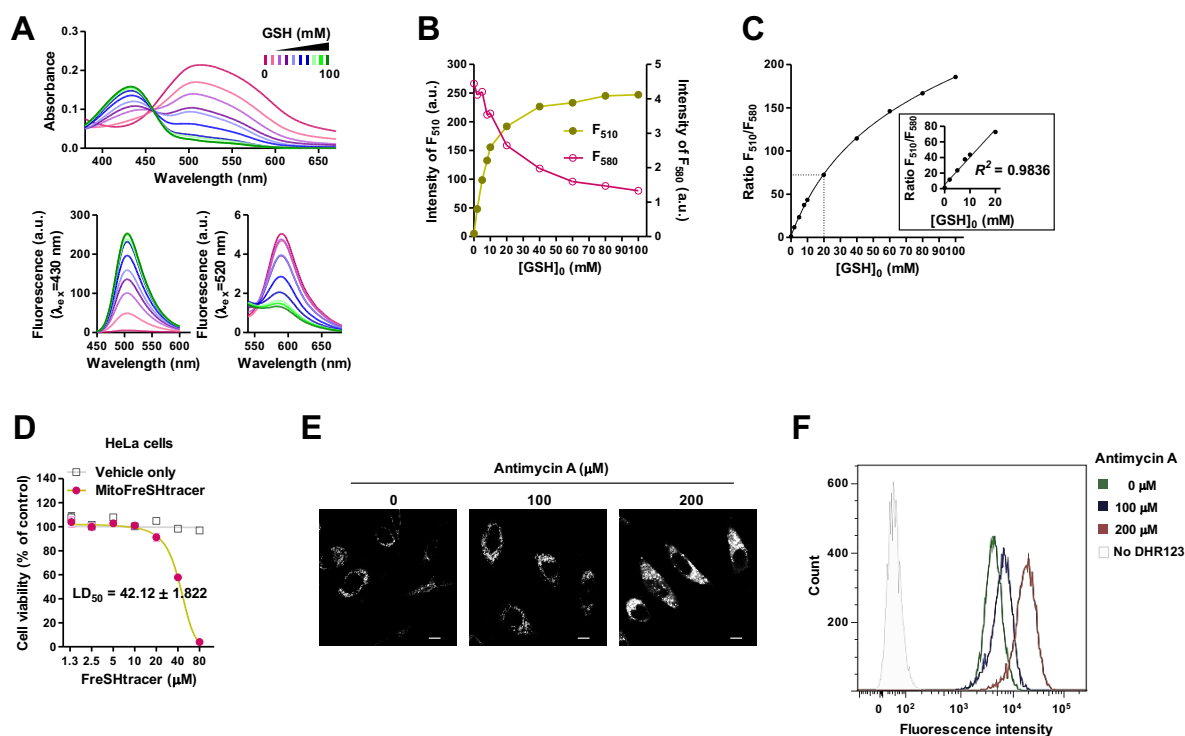 A
GSH (mM)
0 100
Absorbance
0.3
0.2
0.1
0.0
400 450 500 550 600 650
Wavelength (nm)
Fluorescence (a.u.)
(λex=430 nm)
300
200
100
0
450 500 550 600
Wavelength (nm)
Fluorescence (a.u.)
(λex=520 nm)
6
4
2
0
550 600 650
Wavelength (nm)
B
Intensity of F510 (a.u.)
300
250
200
150
100
50
0
5
4
3
2
1
0
Intensity of F580
(a.u.)
F510
F580
0 10 20 30 40 50 60 70 80 90 100
[GSH]0 (mM)
C
Ratio F510/F580
200
150
100
50
0
0 10 20 30 40 50 60 70 80 90 100
[GSH]0 (mM)
Ratio F510/F580
80
60
40
20
0
R2 = 0.9836
0 10 20
[GSH]0 (mM)
D
HeLa cells
Vehicle only
MitoFreSHtracer
Cell viability (% of control)
140
120
100
80
60
40
20
0
LD50 = 42.12 ± 1.822
1.3 2.5 5 10 20 40 80
FreSHtracer (μM)
E
Antimycin A (μM)
0 100 200
F
Count
600
400
200
0
0 10^2 10^3 10^4 10^5
Fluorescence intensity
Antimycin A
0 μM
100 μM
200 μM
No DHR123